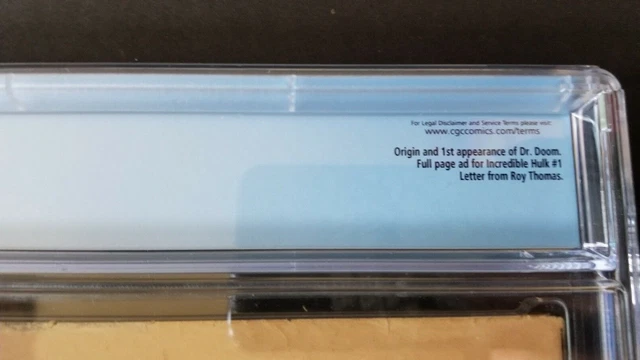 For Legal Disclaimer and Service Terms please visit:
www.cgccomics.com/terms
Origin and 1st appearance of Dr. Doom.
Full page ad for Incredible Hulk #1
Letter from Roy Thomas.